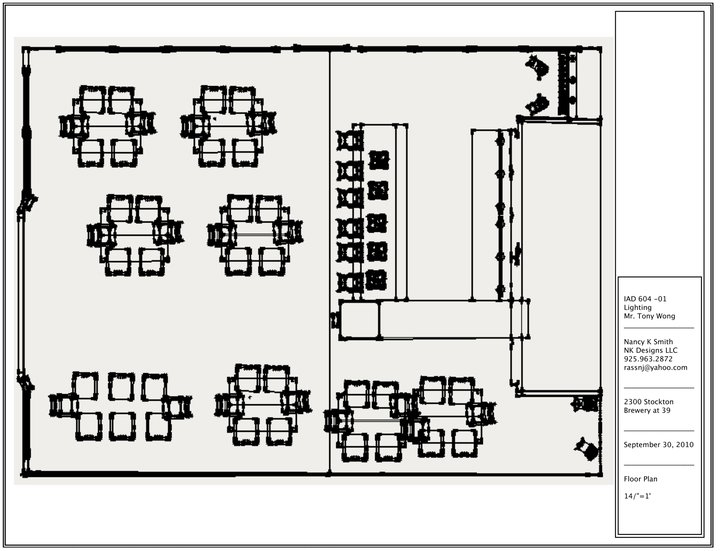 IAD 604 -01
Lighting
Mr. Tony Wong
Nancy K Smith
NK Designs LLC
925.963.2872
rassnj@yahoo.com
2300 Stockton
Brewery at 39
September 30, 2010
Floor Plan
14/"=1'